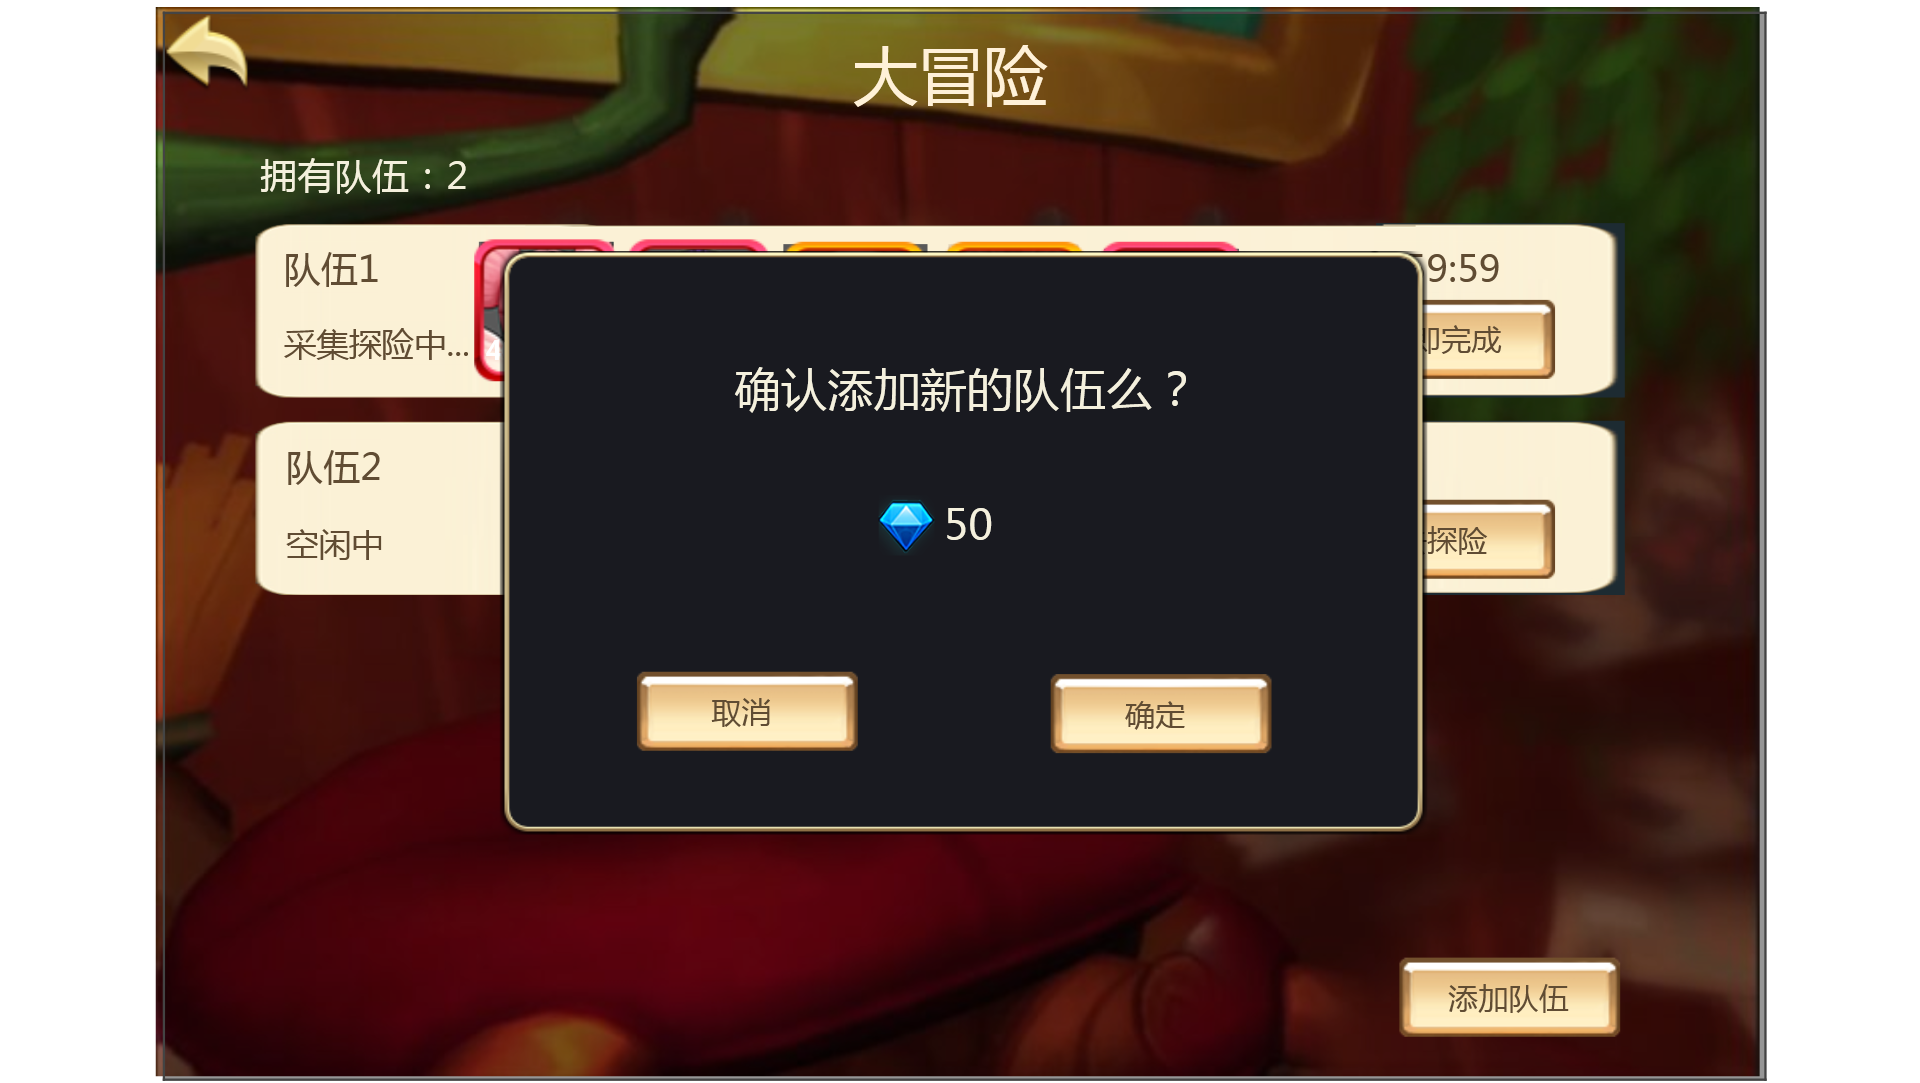 大冒险
拥有队伍：2
队伍1
9:59
采集探险中...
4
即完成
确认添加新的队伍么？
队伍2
50
空闲中
探险
取消
确定
添加队伍